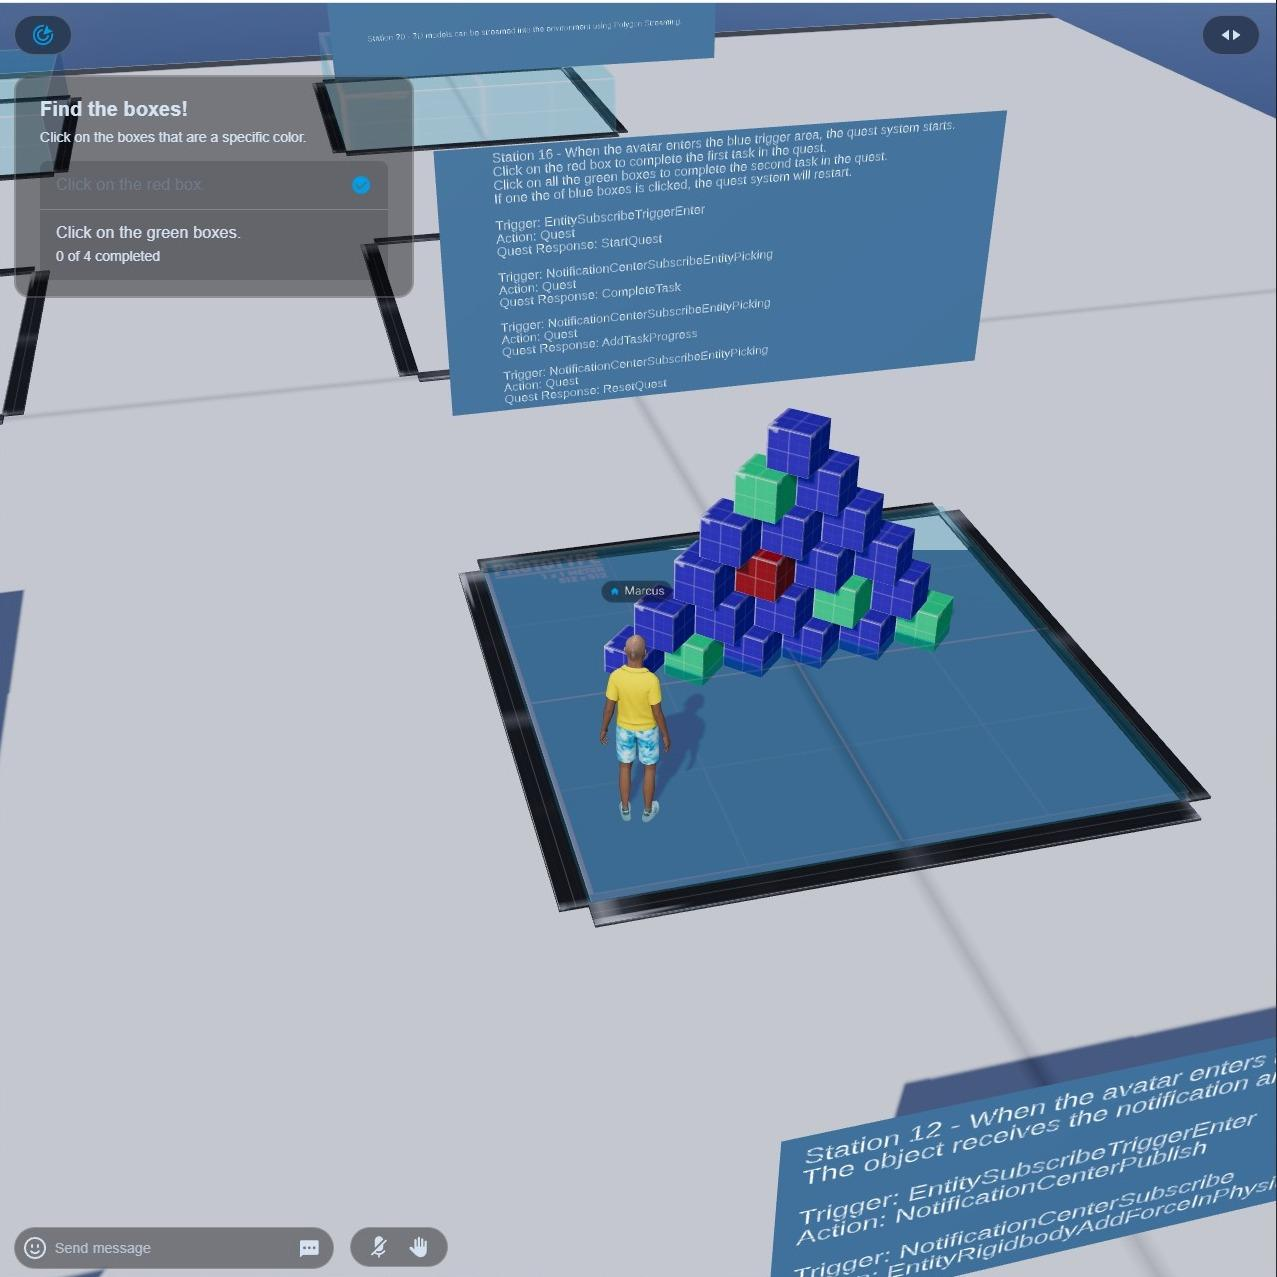 Station 20 - 3D models can be streamed into the environment using Polygon Streaming.
Find the boxes!
Click on the boxes that are a specific color.
Click on the red box.
Click on the green boxes.
0 of 4 completed
Station 16 - When the avatar enters the blue trigger area, the quest system starts.
Click on the red box to complete the first task in the quest.
Click on all the green boxes to complete the second task in the quest.
If one the of blue boxes is clicked, the quest system will restart.
Trigger: EntitySubscribeTriggerEnter
Action: Quest
Quest Response: StartQuest
Trigger: NotificationCenterSubscribeEntityPicking
Action: Quest
Quest Response: CompleteTask
Trigger: NotificationCenterSubscribeEntityPicking
Action: Quest
Quest Response: AddTaskProgress
Trigger: NotificationCenterSubscribeEntityPicking
Action: Quest
Quest Response: ResetQuest
Marcus
Station 12 - When the avatar enters
The object receives the notification
Trigger: EntitySubscribeTriggerEnter
Action: NotificationCenterPublish
Trigger: NotificationCenterSubscribe
EntityRigidbodyAddForceInPhysi
Send message